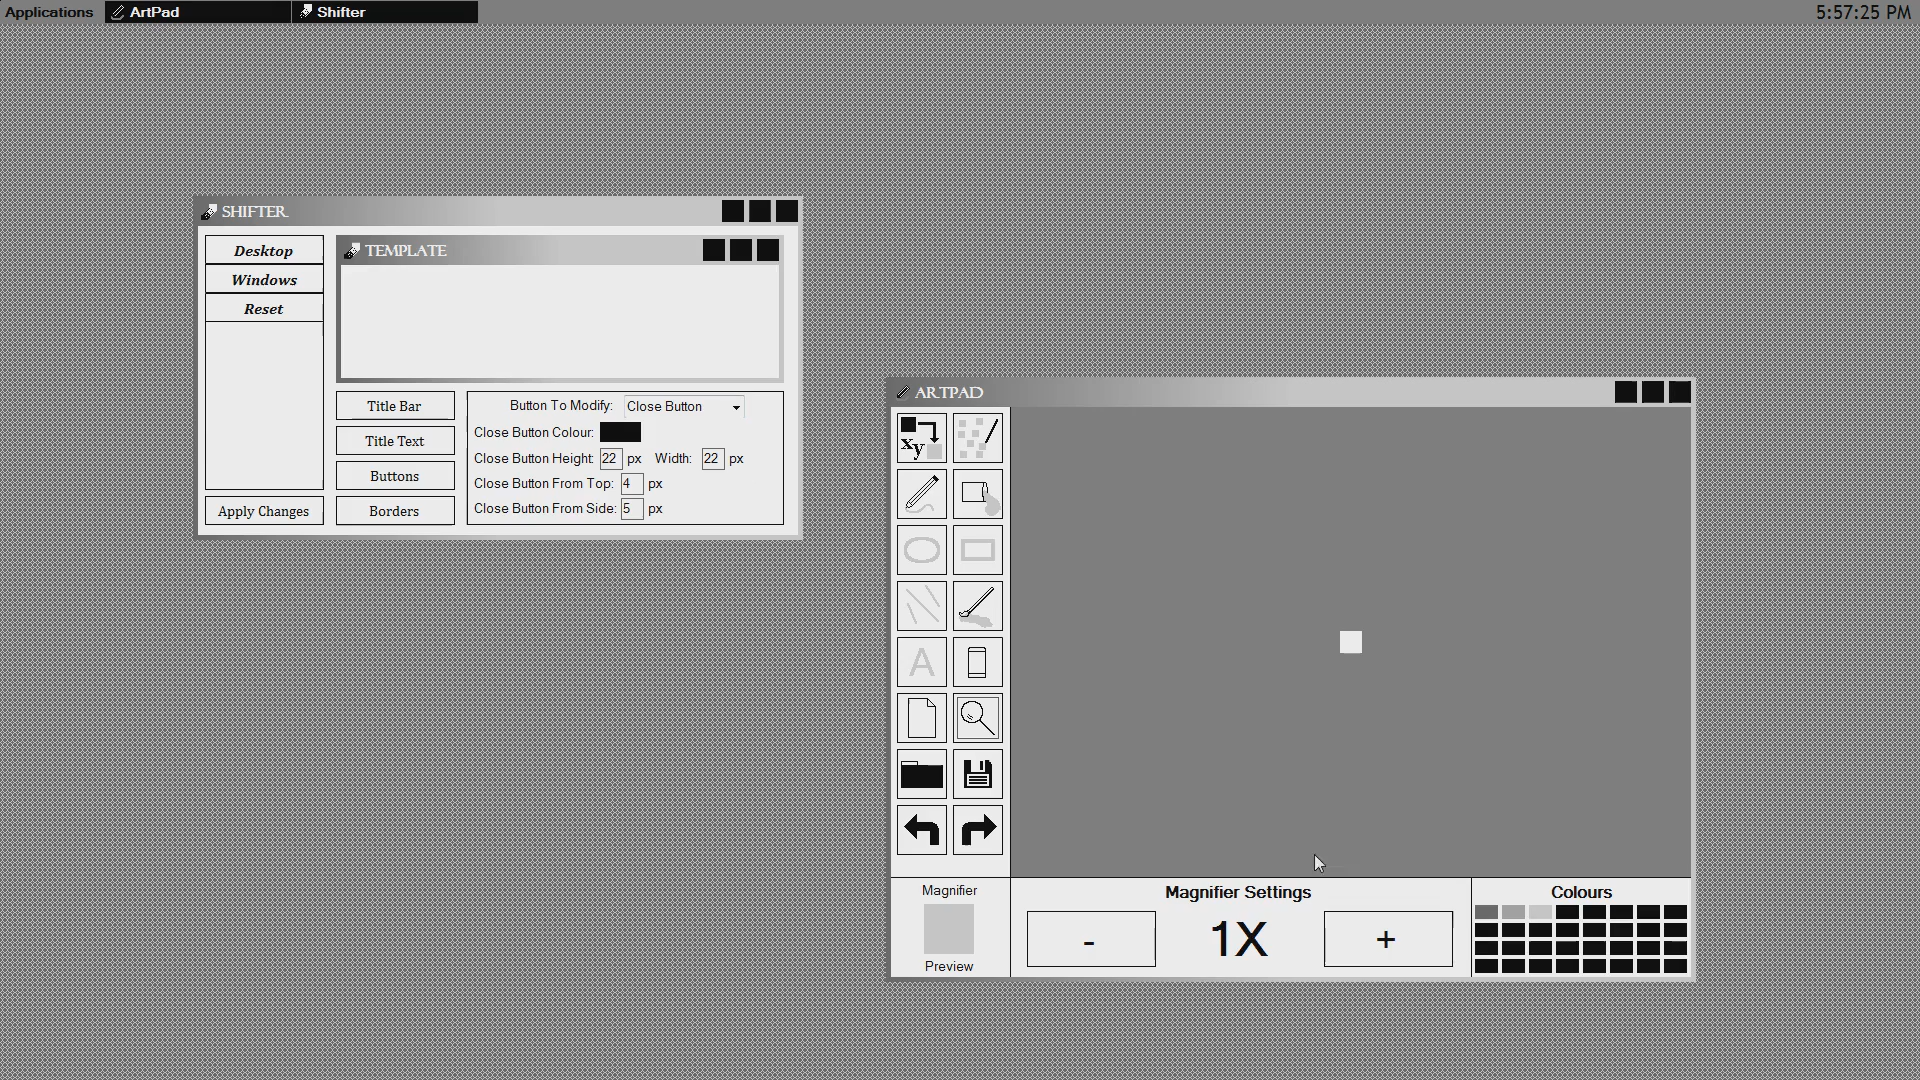 Applications ArtPad Shifter 5:57:25 PM
SHIFTER
Desktop
Windows
Reset
Apply Changes
TEMPLATE
Title Bar
Title Text
Buttons
Borders
Button To Modify: Close Button
Close Button Colour:
Close Button Height: 22 px Width: 22 px
Close Button From Top: 4 px
Close Button From Side: 5 px
ARTPAD
xy
A
Magnifier
Preview
Magnifier Settings
- 1X +
Colours